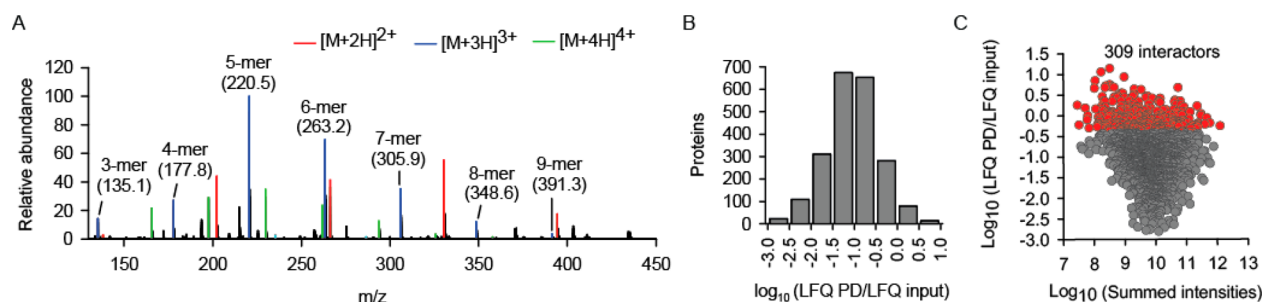 A
[M+2H]2+ [M+3H]3+ [M+4H]4+
Relative abundance
120
100
80
60
40
20
0
3-mer
(135.1)
4-mer
(177.8)
5-mer
(220.5)
6-mer
(263.2)
7-mer
(305.9)
8-mer
(348.6)
9-mer
(391.3)
150 200 250 300 350 400 450
m/z
B
Proteins
700
600
500
400
300
200
100
0
-3.0 -2.5 -2.0 -1.5 -1.0 -0.5 0.0 0.5 1.0
log10 (LFQ PD/LFQ input)
C
309 interactors
Log10 (LFQ PD/LFQ input)
1.5
1.0
0.5
0.0
-0.5
-1.0
-1.5
-2.0
-2.5
-3.0
7 8 9 10 11 12 13
Log10 (Summed intensities)